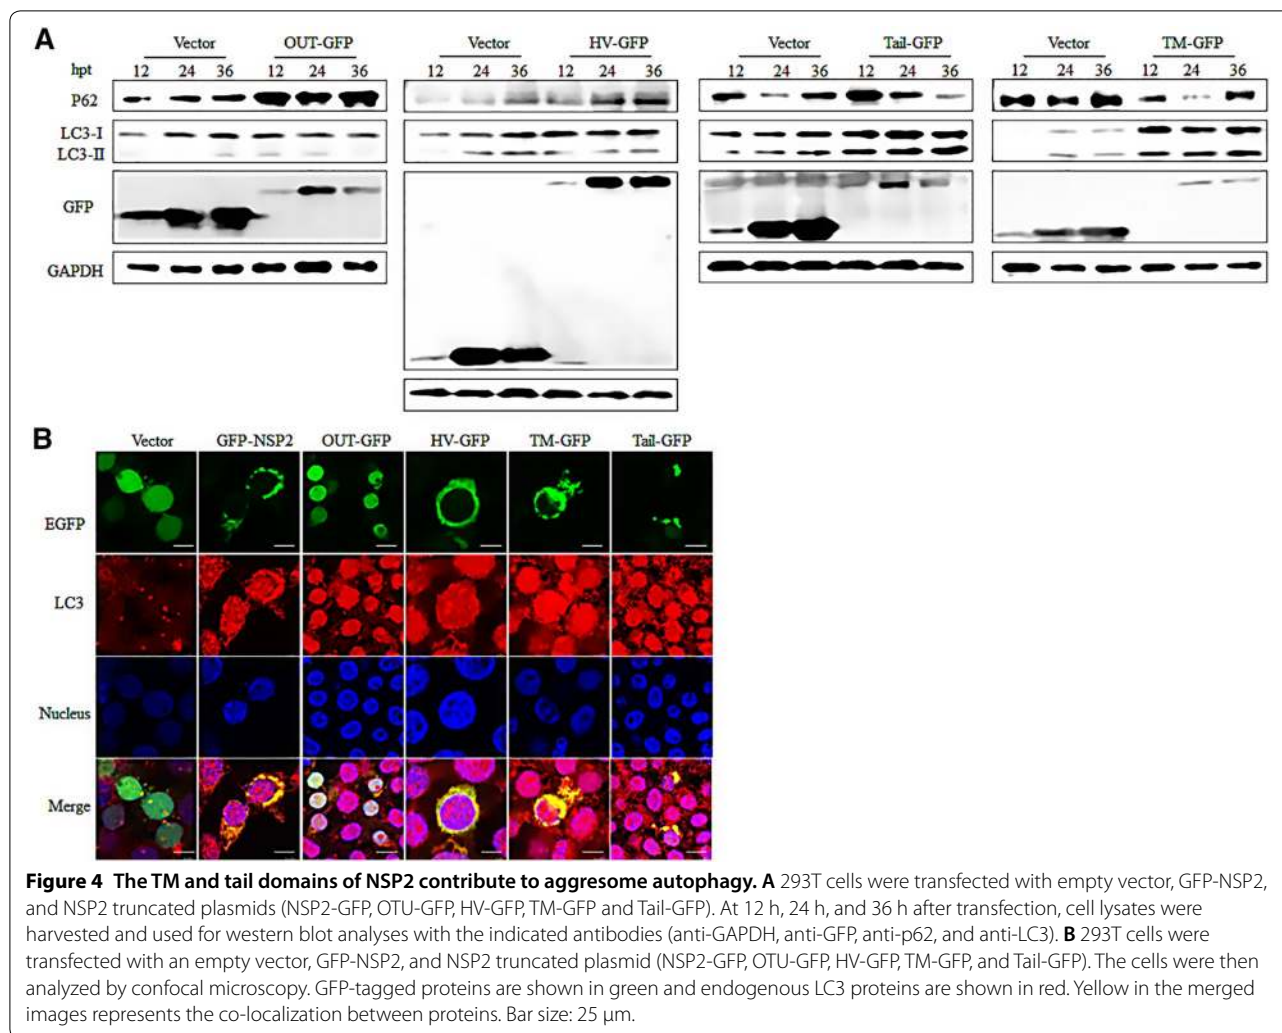 A
Vector OUT-GFP Vector HV-GFP Vector Tail-GFP Vector TM-GFP
hpt 12 24 36 12 24 36 12 24 36 12 24 36 12 24 36 12 24 36 12 24 36 12 24 36
P62
LC3-I
LC3-II
GFP
GAPDH
B
Vector GFP-NSP2 OUT-GFP HV-GFP TM-GFP Tail-GFP
EGFP
LC3
Nucleus
Merge
Figure 4 The TM and tail domains of NSP2 contribute to aggresome autophagy. A 293T cells were transfected with empty vector, GFP-NSP2,
and NSP2 truncated plasmids (NSP2-GFP, OTU-GFP, HV-GFP, TM-GFP and Tail-GFP). At 12 h, 24 h, and 36 h after transfection, cell lysates were
harvested and used for western blot analyses with the indicated antibodies (anti-GAPDH, anti-GFP, anti-p62, and anti-LC3). B 293T cells were
transfected with an empty vector, GFP-NSP2, and NSP2 truncated plasmid (NSP2-GFP, OTU-GFP, HV-GFP, TM-GFP, and Tail-GFP). The cells were then
analyzed by confocal microscopy. GFP-tagged proteins are shown in green and endogenous LC3 proteins are shown in red. Yellow in the merged
images represents the co-localization between proteins. Bar size: 25 μm.